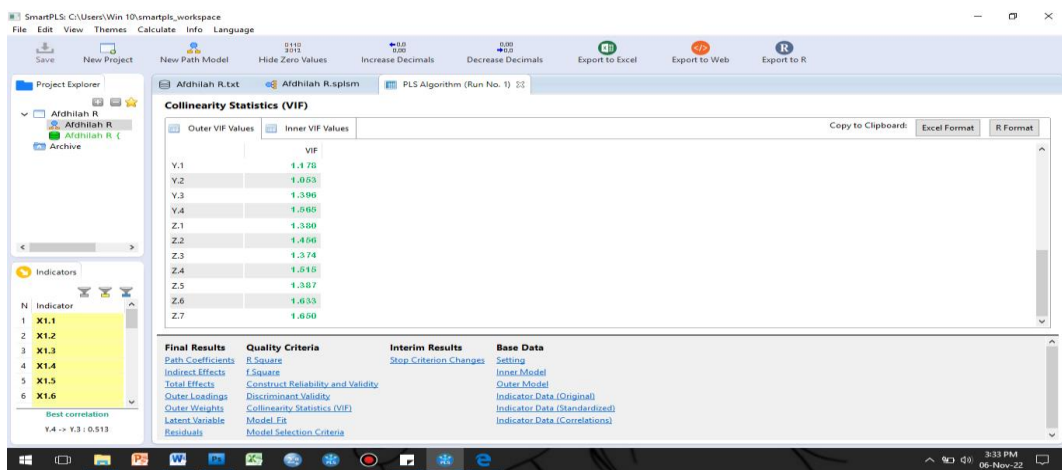 SmartPLS: C:\Users\Win 10\smartpls_workspace
File Edit View Themes Calculate Info Language
Save New Project New Path Model Hide Zero Values Increase Decimals Decrease Decimals Export to Excel Export to Web Export to R
Project Explorer
Afdhilah R
Afdhilah R
Afdhilah R (
Archive
Afdhilah R.txt Afdhilah R.splsm PLS Algorithm (Run No. 1)
Collinearity Statistics (VIF)
Outer VIF Values Inner VIF Values Copy to Clipboard: Excel Format R Format
VIF
Y.1 1.178
Y.2 1.053
Y.3 1.396
Y.4 1.565
Z.1 1.380
Z.2 1.456
Z.3 1.374
Z.4 1.515
Z.5 1.387
Z.6 1.633
Z.7 1.650
Indicators
N Indicator
1 X1.1
2 X1.2
3 X1.3
4 X1.4
5 X1.5
6 X1.6
Best correlation
Y.4 -> Y.3 : 0.513
Final Results Quality Criteria Interim Results Base Data
Path Coefficients R Square Stop Criterion Changes Setting
Indirect Effects f Square Inner Model
Total Effects Construct Reliability and Validity Outer Model
Outer Loadings Discriminant Validity Indicator Data (Original)
Outer Weights Collinearity Statistics (VIF) Indicator Data (Standardized)
Latent Variable Model Fit Indicator Data (Correlations)
Residuals Model Selection Criteria
3:33 PM
06-Nov-22